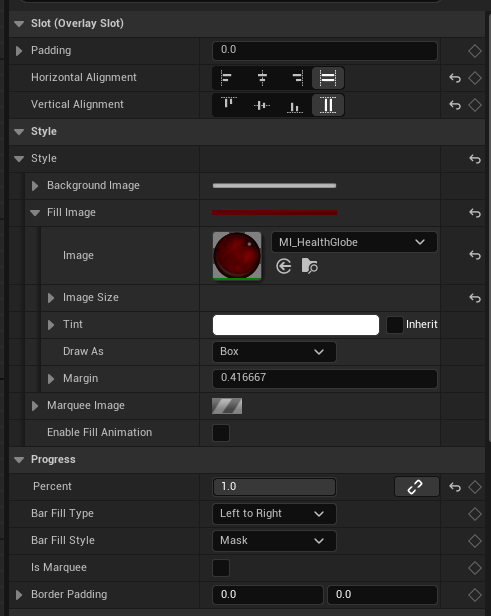 Slot (Overlay Slot)
Padding 0.0
Horizontal Alignment
Vertical Alignment
Style
Style
Background Image
Fill Image
Image MI_HealthGlobe
Image Size
Tint Inherit
Draw As Box
Margin 0.416667
Marquee Image
Enable Fill Animation
Progress
Percent 1.0
Bar Fill Type Left to Right
Bar Fill Style Mask
Is Marquee
Border Padding 0.0 0.0